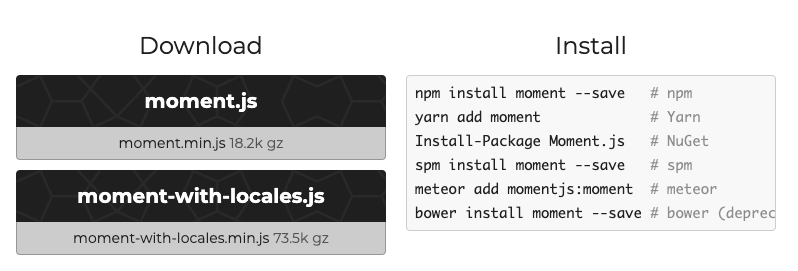 Download
moment.js
moment.min.js 18.2k gz
moment-with-locales.js
moment-with-locales.min.js 73.5k gz
Install
npm install moment --save   # npm
yarn add moment             # Yarn
Install-Package Moment.js   # NuGet
spm install moment --save   # spm
meteor add momentjs:moment  # meteor
bower install moment --save # bower (deprec